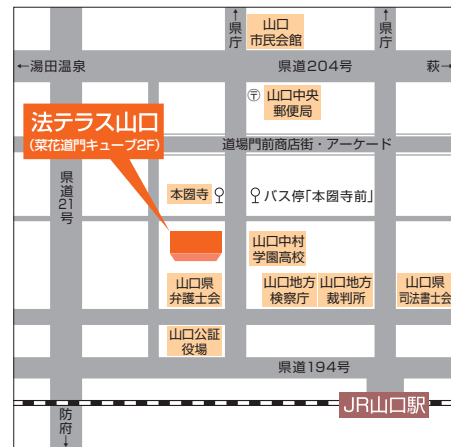 ↑県庁
山口
市民会館
↑県庁
←湯田温泉
県道204号
萩→
〒山口中央
郵便局
法テラス山口
(菜花道門キューブ2F)
道場門前商店街・アーケード
県道21号
本圀寺
バス停「本圀寺前」
山口中村
学園高校
山口県
弁護士会
山口地方
検察庁
山口地方
裁判所
山口県
司法書士会
山口公証
役場
県道194号
JR山口駅
防府↓